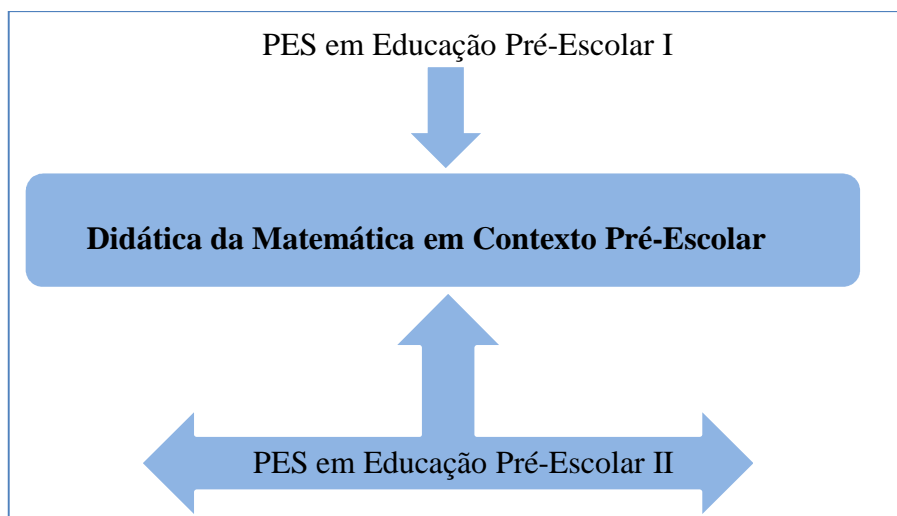 PES em Educação Pré-Escolar I
Didática da Matemática em Contexto Pré-Escolar
PES em Educação Pré-Escolar II